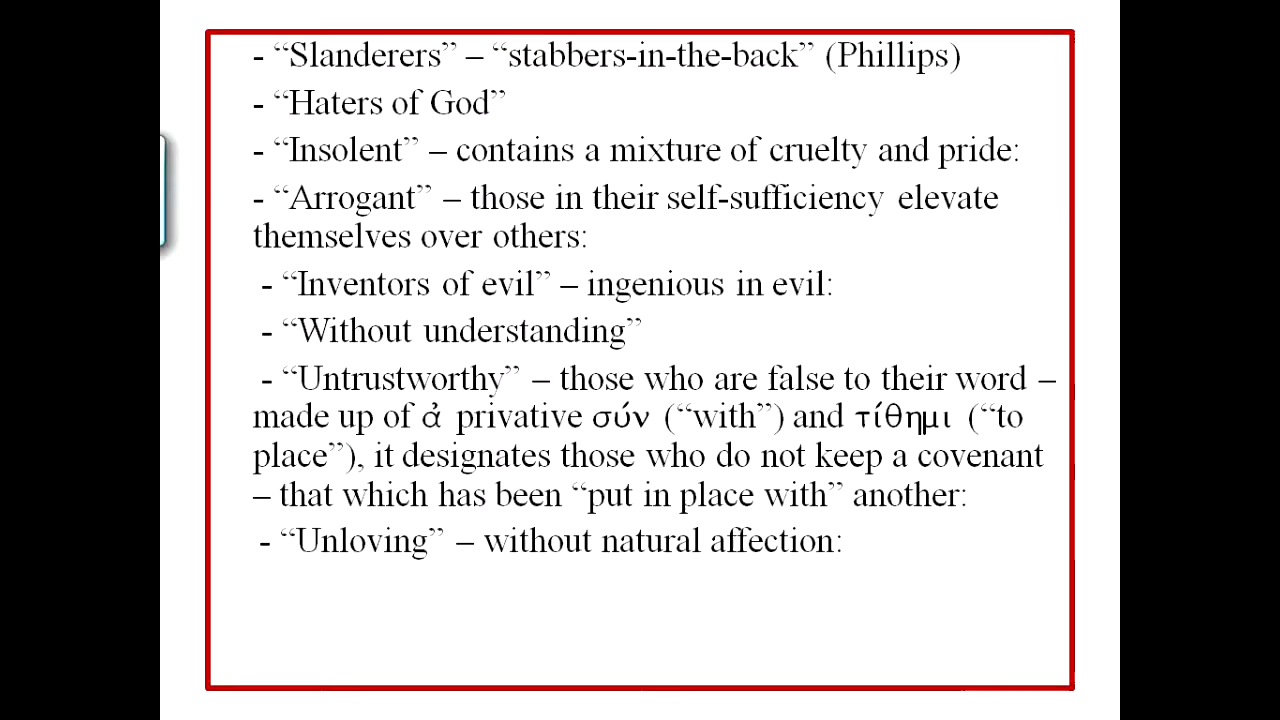 - “Slanderers” – “stabbers-in-the-back” (Phillips)
- “Haters of God”
- “Insolent” – contains a mixture of cruelty and pride:
- “Arrogant” – those in their self-sufficiency elevate
themselves over others:
- “Inventors of evil” – ingenious in evil:
- “Without understanding”
- “Untrustworthy” – those who are false to their word –
made up of ἀ privative σύν (“with”) and τίθημι (“to
place”), it designates those who do not keep a covenant
– that which has been “put in place with” another:
- “Unloving” – without natural affection: